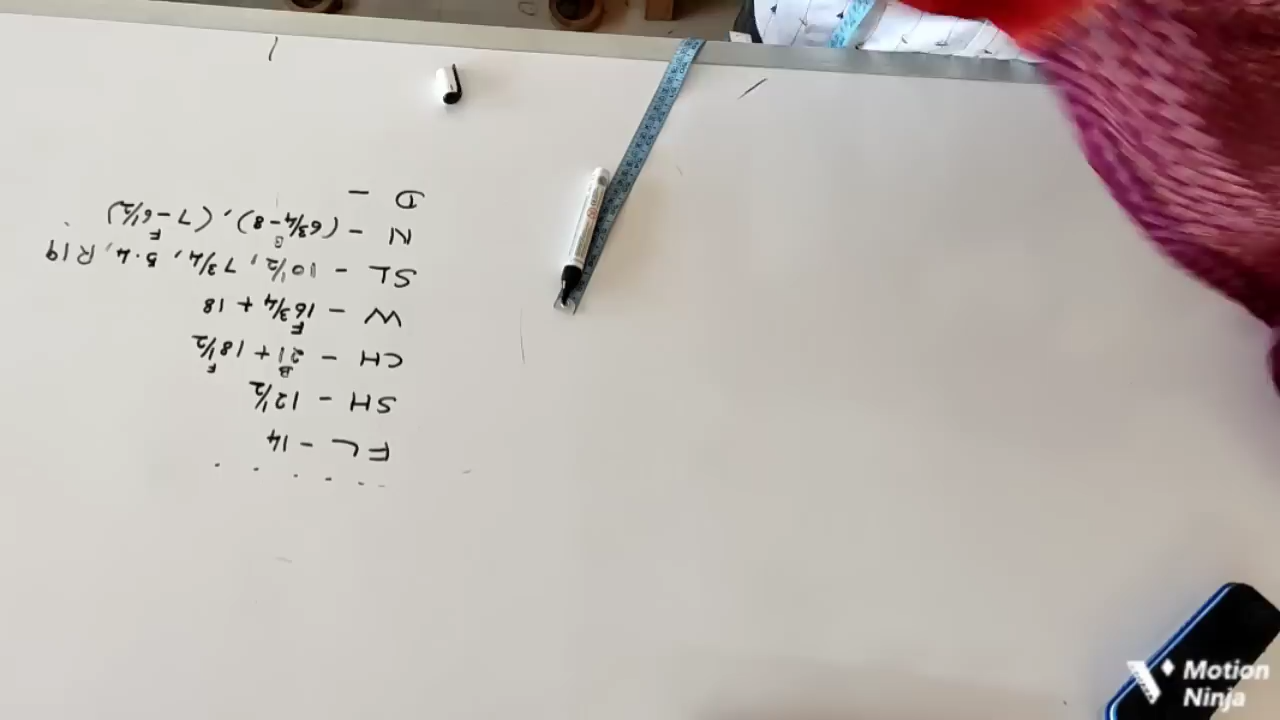 FL - 14
SH - 12½
B F
CH - 21 + 18½
F
W - 16¾ + 18
SL - 10½, 7¾, 5.4, R19
F
N - (6¾-8), (7-6½)
D -
Motion
Ninja